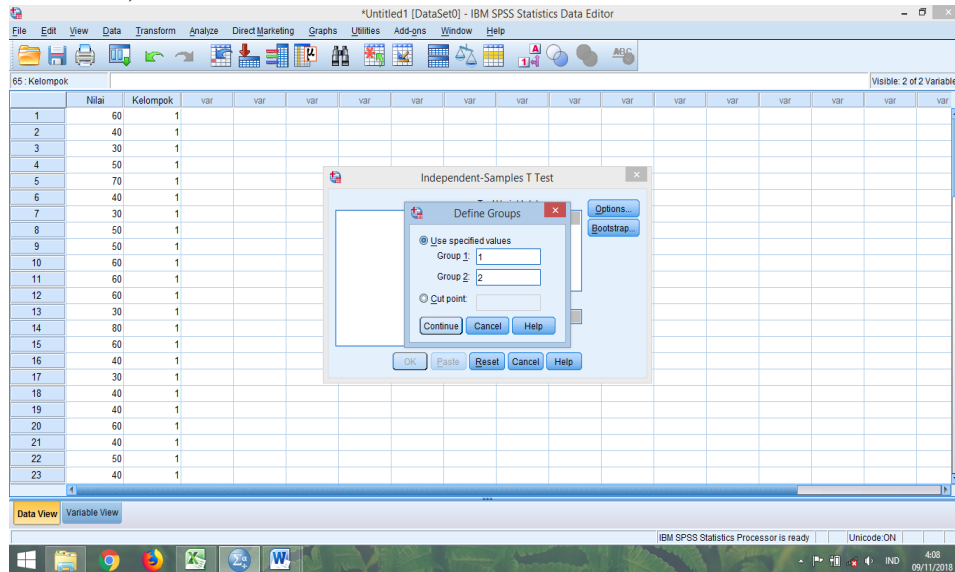 *Untitled1 [DataSet0] - IBM SPSS Statistics Data Editor
File Edit View Data Transform Analyze Direct Marketing Graphs Utilities Add-ons Window Help
65 : Kelompok Visible: 2 of 2 Variable
Nilai Kelompok var var var var var var var var var var var var var var var
1 60 1
2 40 1
3 30 1
4 50 1
5 70 1
6 40 1
7 30 1
8 50 1
9 50 1
10 60 1
11 60 1
12 60 1
13 30 1
14 80 1
15 60 1
16 40 1
17 30 1
18 40 1
19 40 1
20 60 1
21 40 1
22 50 1
23 40 1
Independent-Samples T Test
Options...
Bootstrap...
Define Groups
Use specified values
Group 1: 1
Group 2: 2
Cut point:
Continue Cancel Help
OK Paste Reset Cancel Help
Data View Variable View
IBM SPSS Statistics Processor is ready Unicode:ON
IND 4:08
09/11/2018